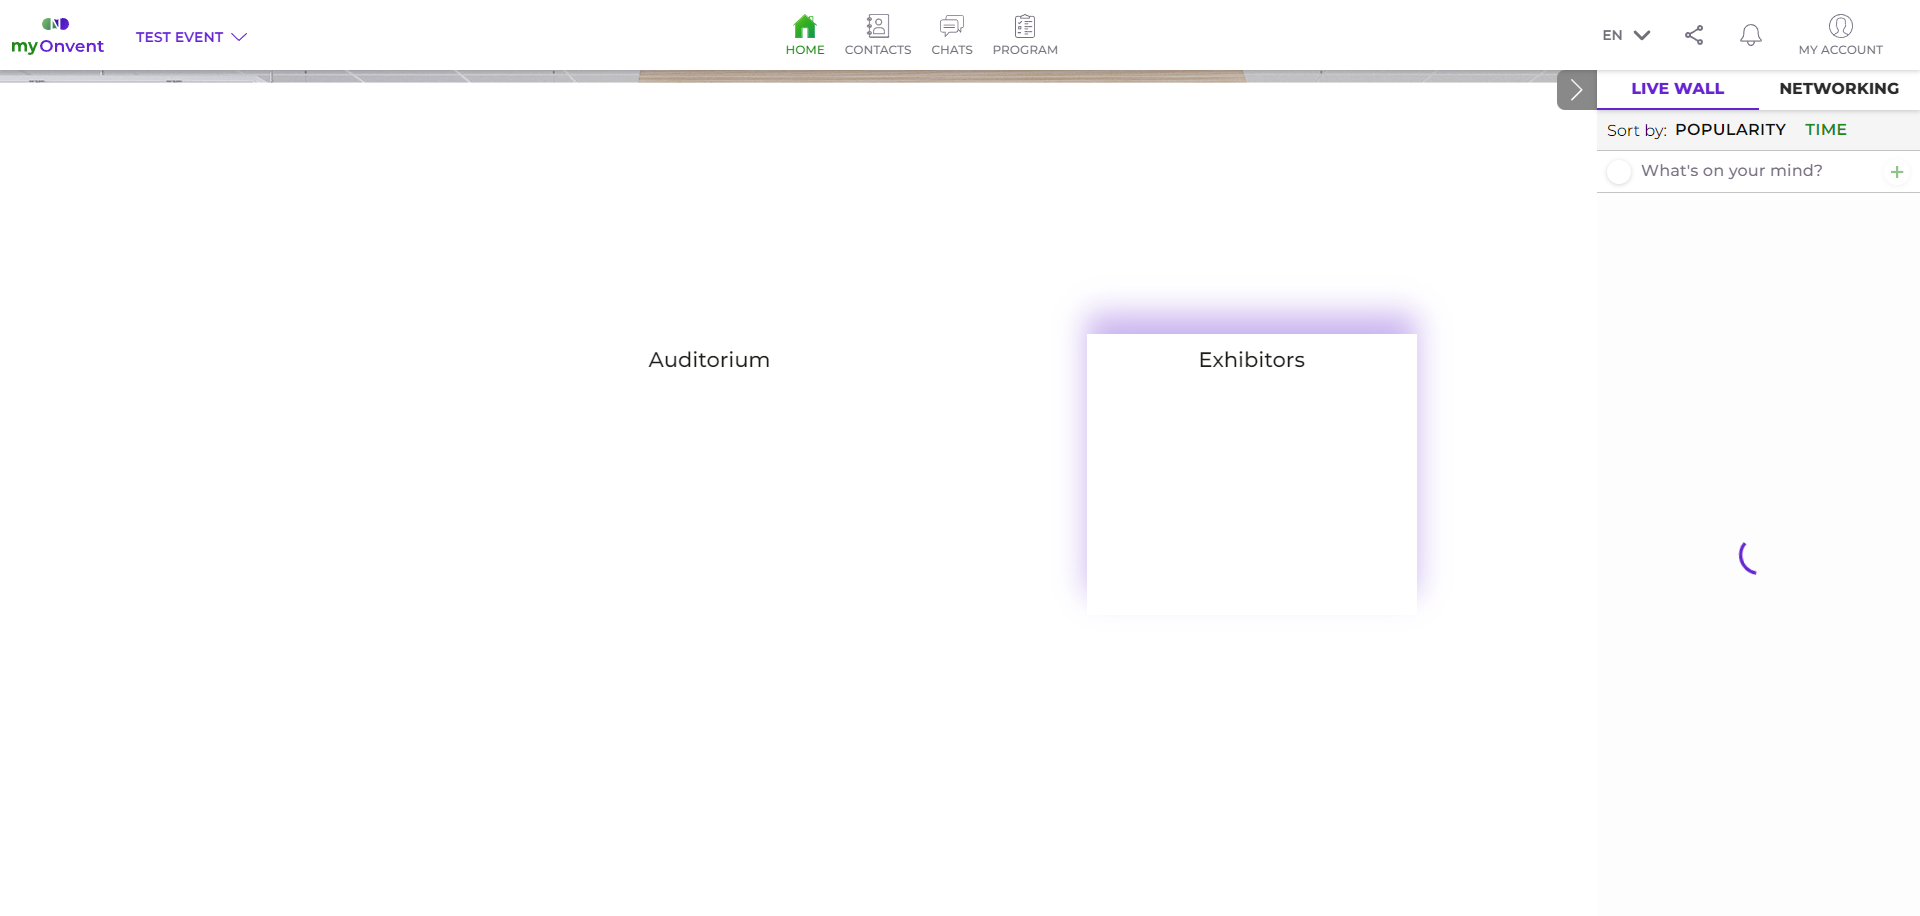 myOnvent
TEST EVENT
HOME
CONTACTS
CHATS
PROGRAM
EN
MY ACCOUNT
LIVE WALL
NETWORKING
Sort by: POPULARITY TIME
What's on your mind?
Auditorium
Exhibitors